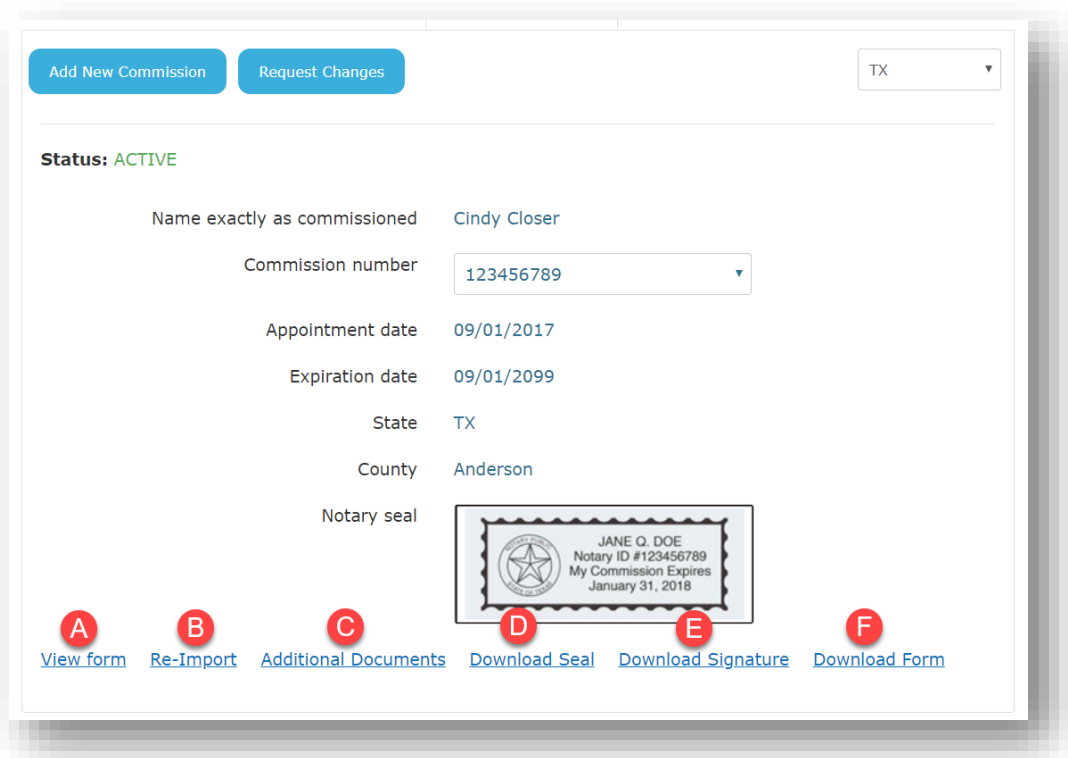 Add New Commission Request Changes TX
Status: ACTIVE
Name exactly as commissioned Cindy Closer
Commission number 123456789
Appointment date 09/01/2017
Expiration date 09/01/2099
State TX
County Anderson
Notary seal
NOTARY PUBLIC
STATE OF TEXAS
JANE Q. DOE
Notary ID #123456789
My Commission Expires
January 31, 2018
A B C D E F
View form Re-Import Additional Documents Download Seal Download Signature Download Form